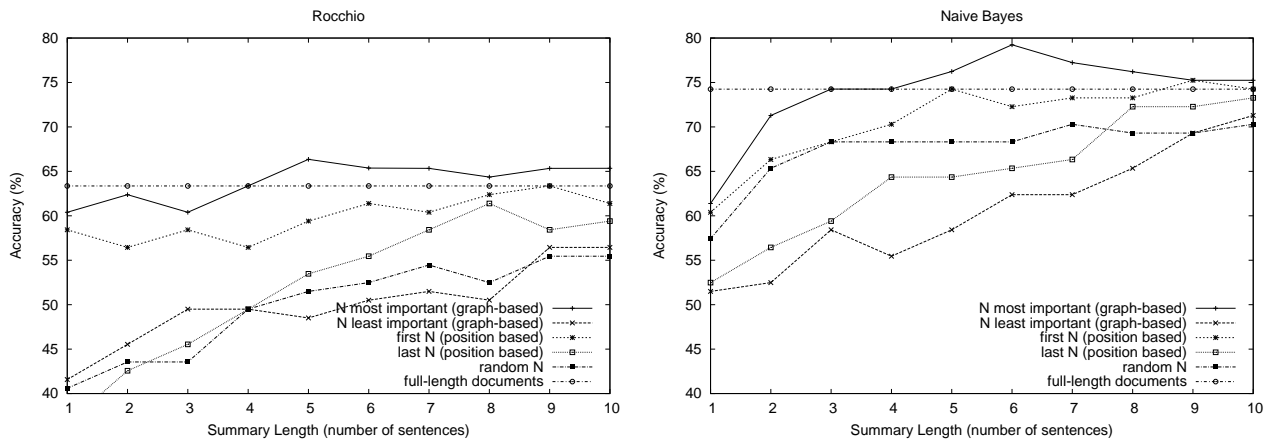 Rocchio
80
75
70
65
60
55
50
45
40
Accuracy (%)
N most important (graph-based)
N least important (graph-based)
first N (position based)
last N (position based)
random N
full-length documents
1 2 3 4 5 6 7 8 9 10
Summary Length (number of sentences)
Naive Bayes
80
75
70
65
60
55
50
45
40
Accuracy (%)
N most important (graph-based)
N least important (graph-based)
first N (position based)
last N (position based)
random N
full-length documents
1 2 3 4 5 6 7 8 9 10
Summary Length (number of sentences)